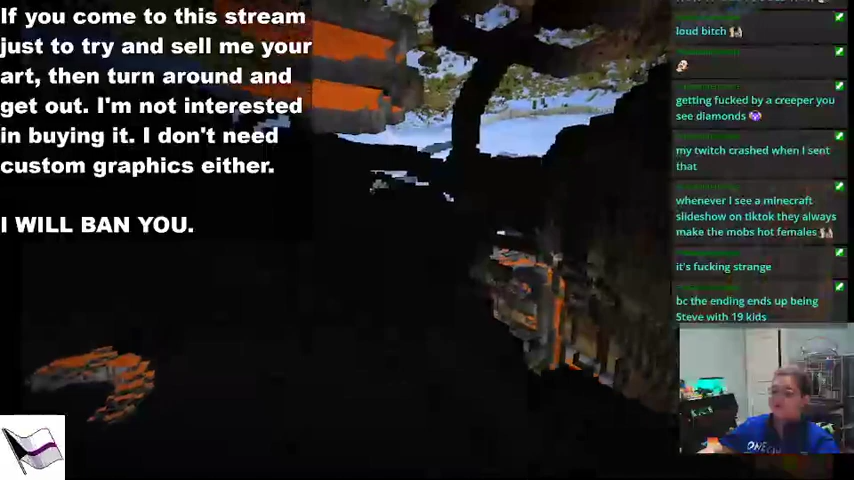 If you come to this stream
just to try and sell me your
art, then turn around and
get out. I'm not interested
in buying it. I don't need
custom graphics either.
I WILL BAN YOU.
loud bitch
getting fucked by a creeper you
see diamonds
my twitch crashed when I sent
that
whenever I see a minecraft
slideshow on tiktok they always
make the mobs hot females
it's fucking strange
bc the ending ends up being
Steve with 19 kids